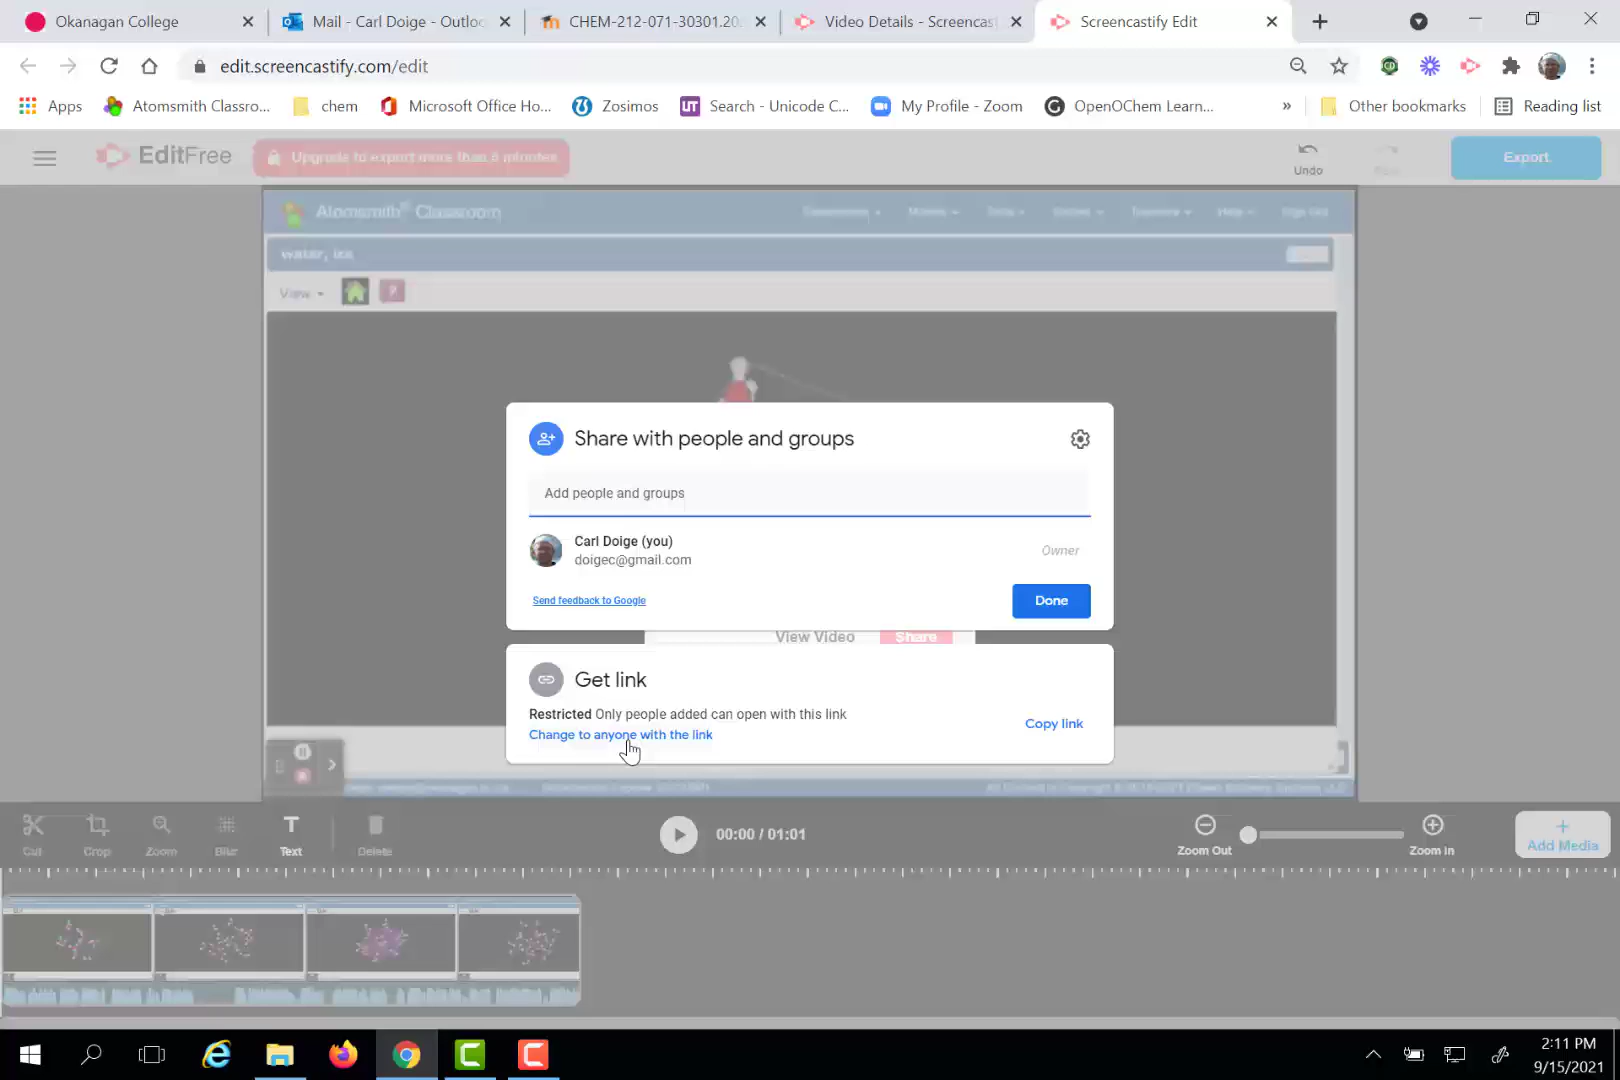 Okanagan College
Mail - Carl Doige - Outloo
CHEM-212-071-30301.20
Video Details - Screencast
Screencastify Edit
edit.screencastify.com/edit
Apps
Atomsmith Classro...
chem
Microsoft Office Ho...
Zosimos
UT Search - Unicode C...
My Profile - Zoom
OpenOChem Learn...
»
Other bookmarks
Reading list
EditFree
Upgrade to export more than 5 minutes
Undo
Export
Atomsmith® Classroom
Help
Sign Out
water, ice
View
Share with people and groups
Add people and groups
Carl Doige (you)
doigec@gmail.com
Owner
Send feedback to Google
Done
View Video
Share
Get link
Restricted Only people added can open with this link
Change to anyone with the link
Copy link
Cut
Crop
Zoom
Blur
Text
Delete
00:00 / 01:01
Zoom Out
Zoom In
+
Add Media
2:11 PM
9/15/2021